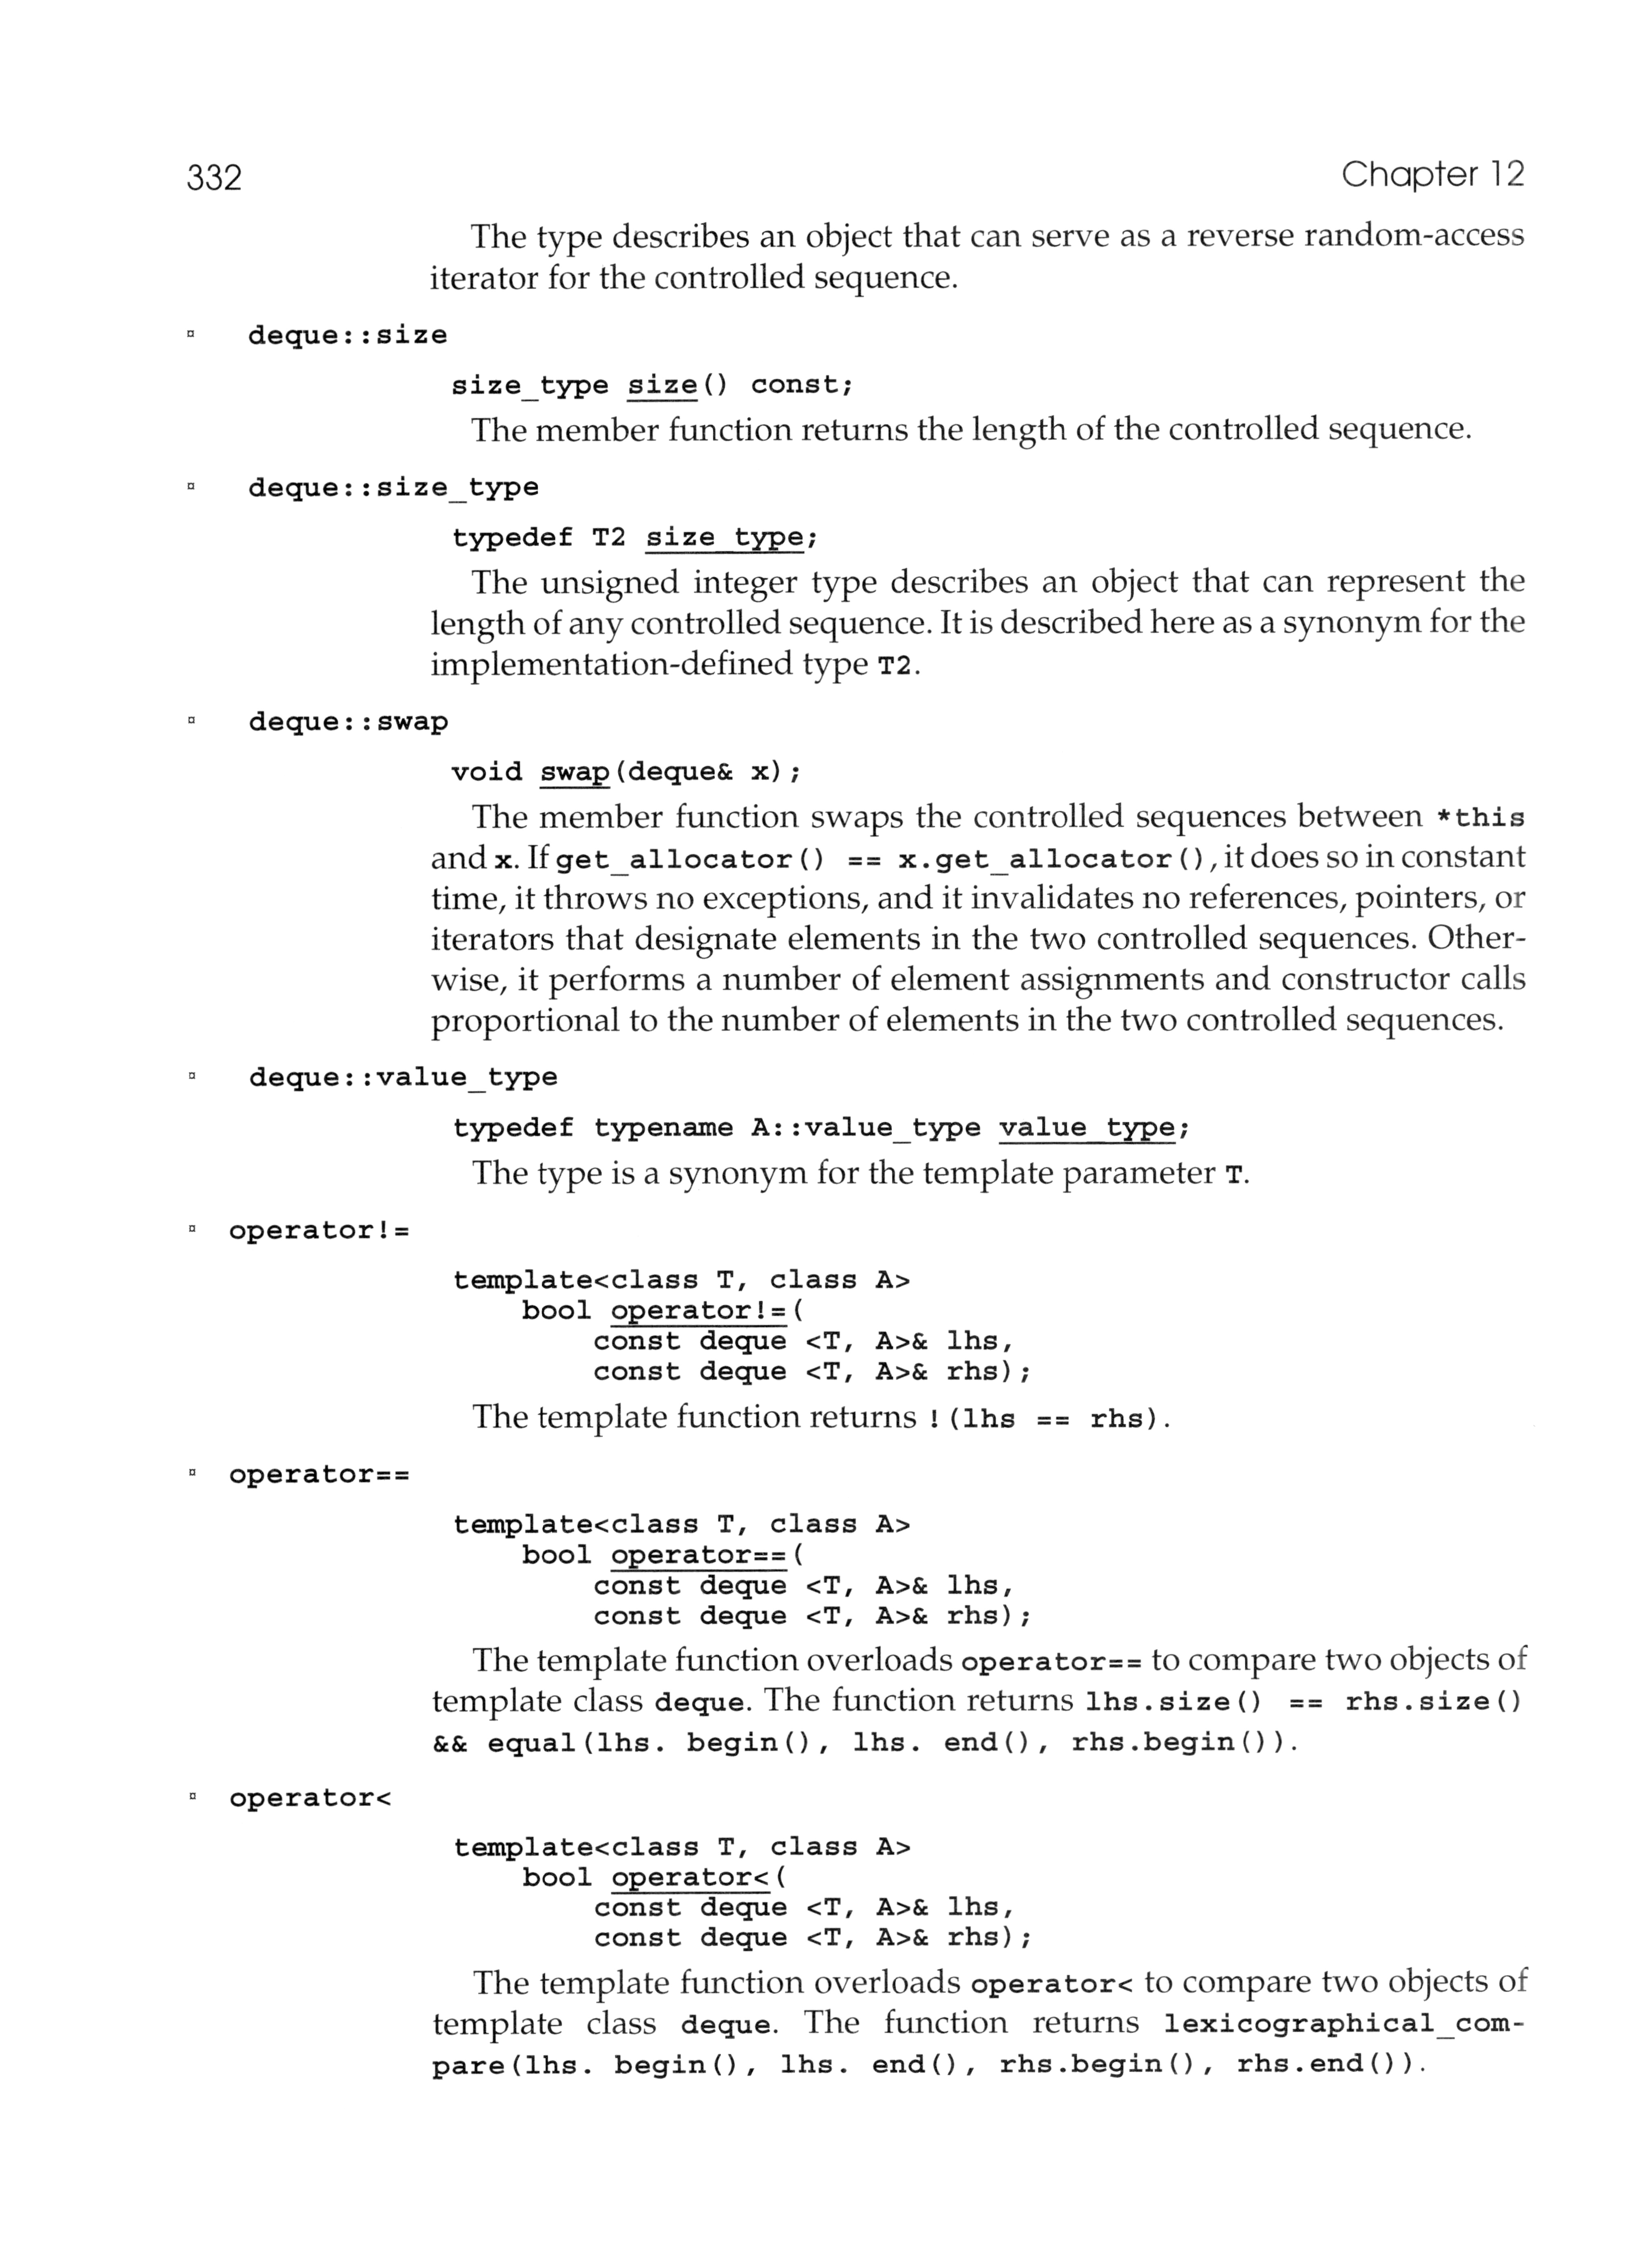 332 Chapter 12
The type describes an object that can serve as a reverse random-access
iterator for the controlled sequence.
▫ deque::size
size_type size() const;
The member function returns the length of the controlled sequence.
▫ deque::size_type
typedef T2 size_type;
The unsigned integer type describes an object that can represent the
length of any controlled sequence. It is described here as a synonym for the
implementation-defined type T2.
▫ deque::swap
void swap(deque& x);
The member function swaps the controlled sequences between *this
and x. If get_allocator() == x.get_allocator(), it does so in constant
time, it throws no exceptions, and it invalidates no references, pointers, or
iterators that designate elements in the two controlled sequences. Other-
wise, it performs a number of element assignments and constructor calls
proportional to the number of elements in the two controlled sequences.
▫ deque::value_type
typedef typename A::value_type value_type;
The type is a synonym for the template parameter T.
▫ operator!=
template<class T, class A>
bool operator!=(
const deque <T, A>& lhs,
const deque <T, A>& rhs);
The template function returns !(lhs == rhs).
▫ operator==
template<class T, class A>
bool operator==(
const deque <T, A>& lhs,
const deque <T, A>& rhs);
The template function overloads operator== to compare two objects of
template class deque. The function returns lhs.size() == rhs.size()
&& equal(lhs. begin(), lhs. end(), rhs.begin()).
▫ operator<
template<class T, class A>
bool operator<(
const deque <T, A>& lhs,
const deque <T, A>& rhs);
The template function overloads operator< to compare two objects of
template class deque. The function returns lexicographical_com-
pare(lhs. begin(), lhs. end(), rhs.begin(), rhs.end()).